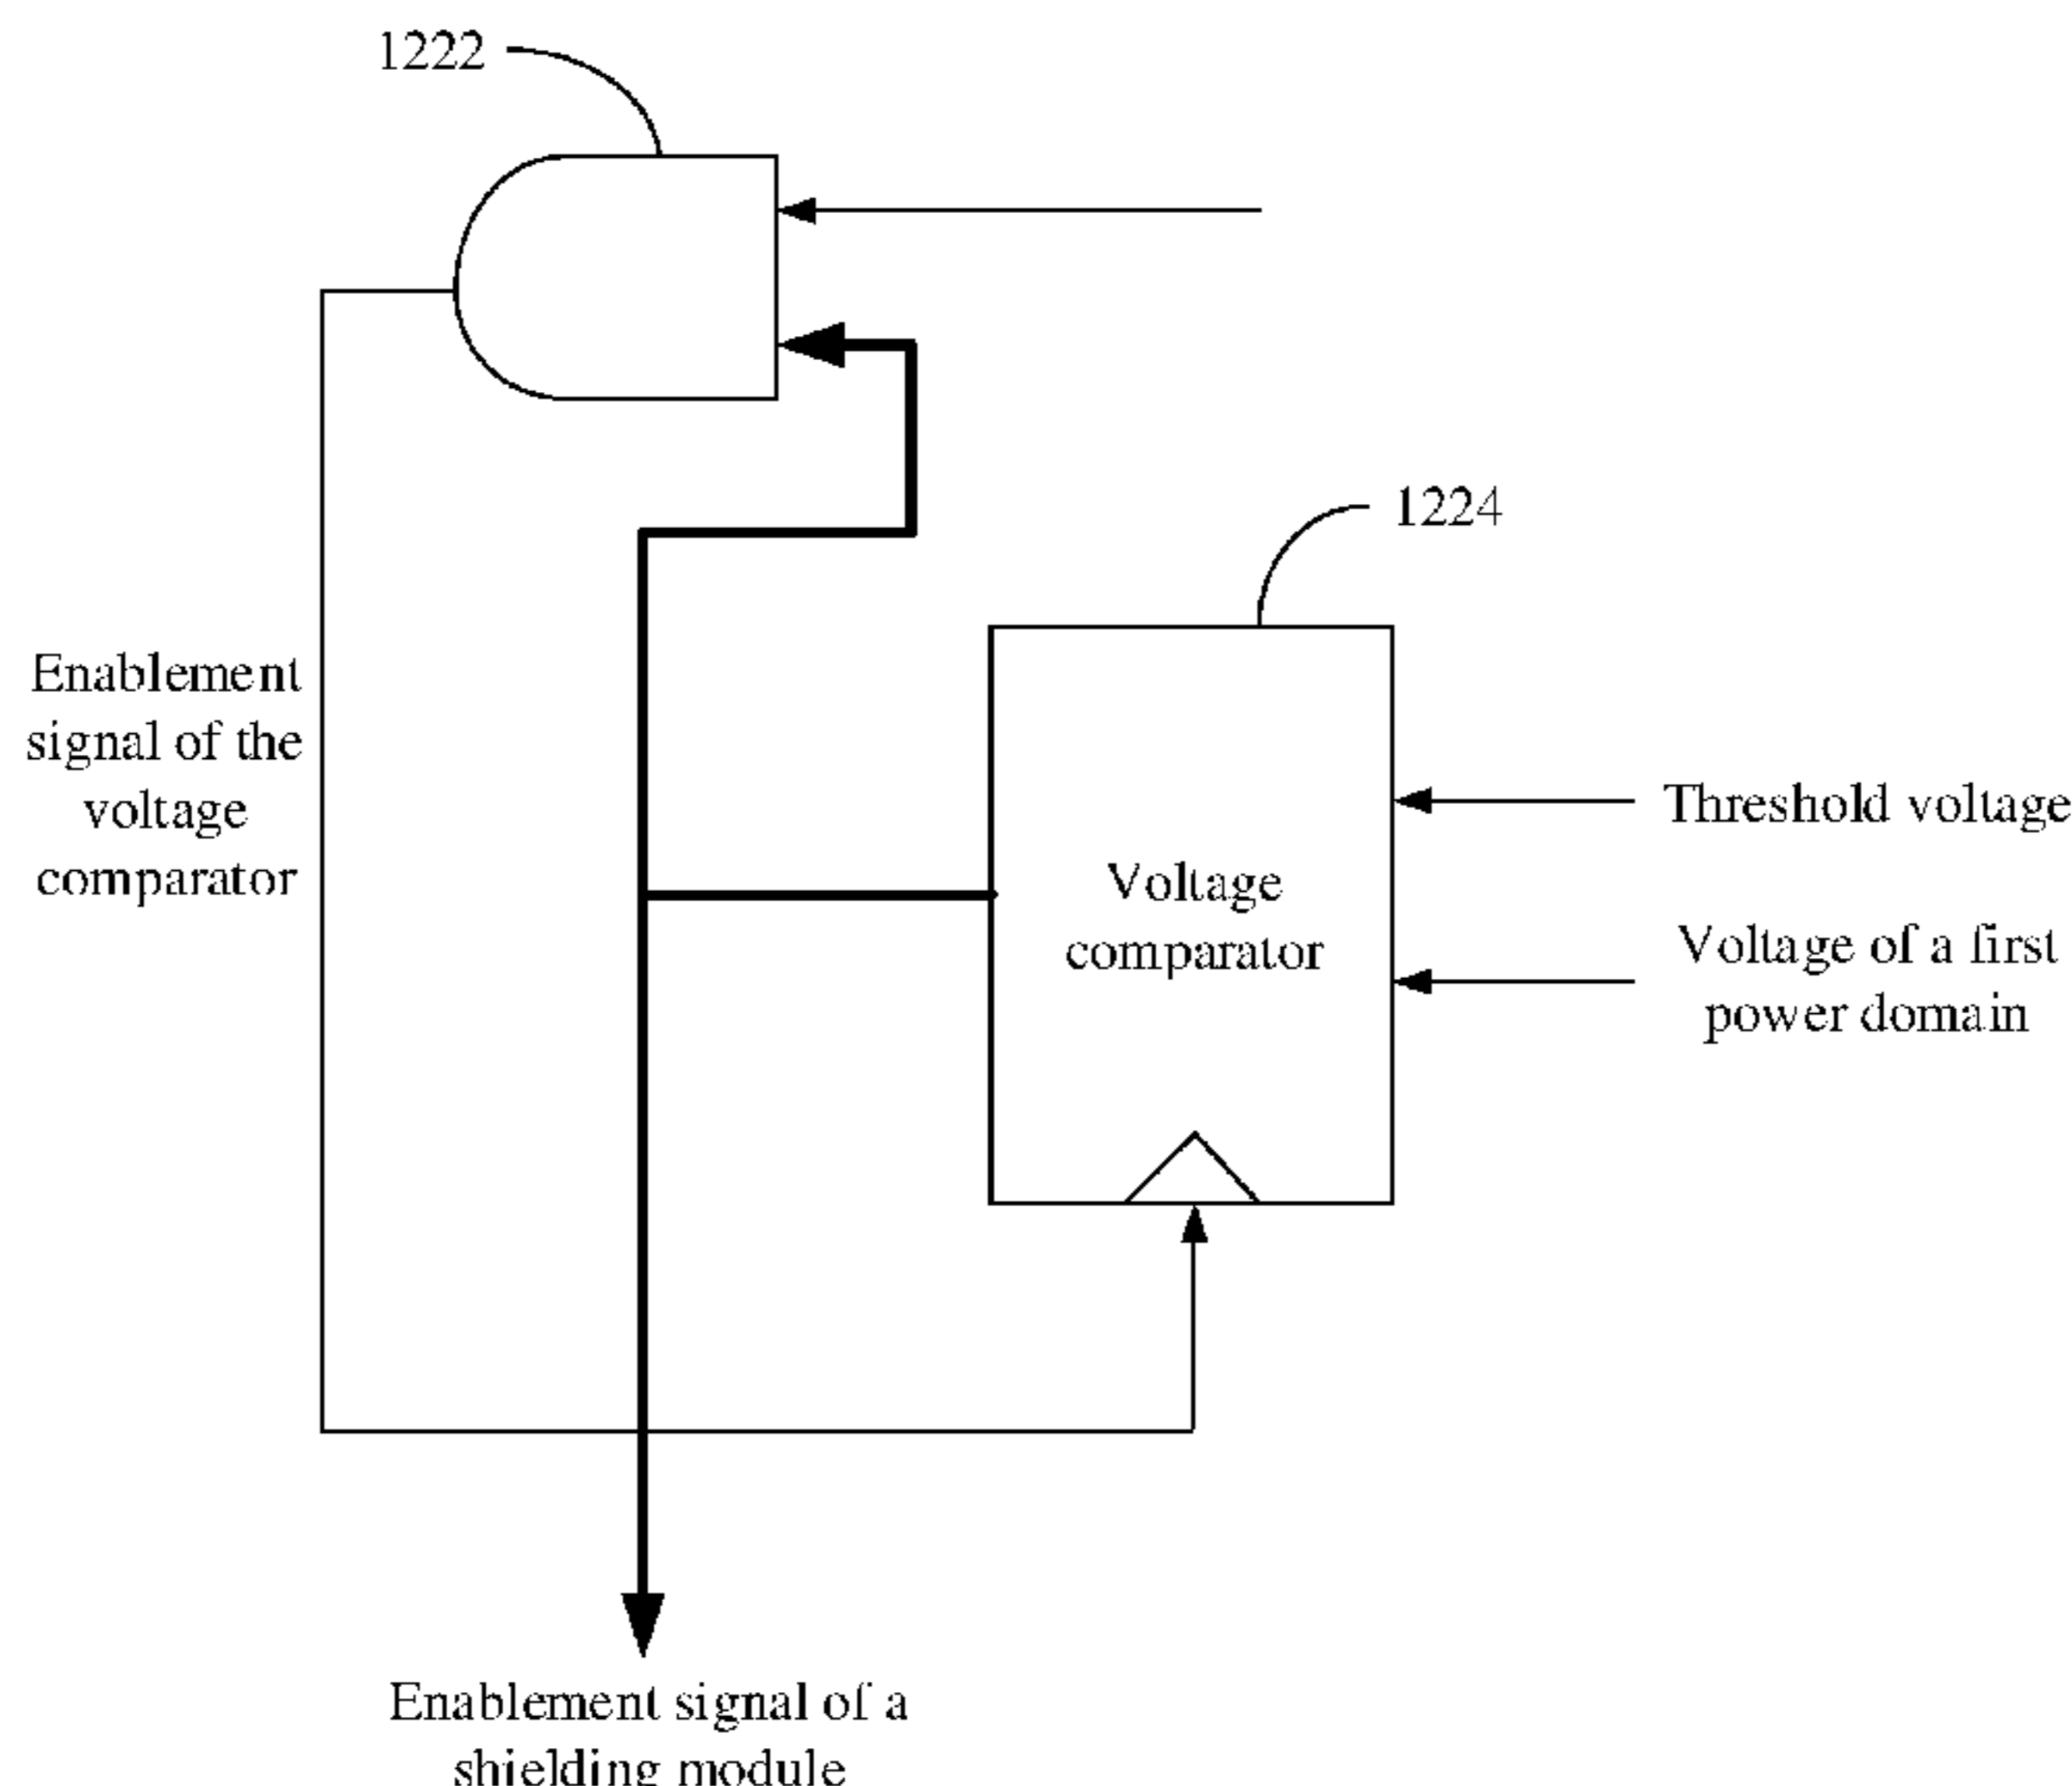 1222
1224
Enablement
signal of the
voltage
comparator
Threshold voltage
Voltage
comparator
Voltage of a first
power domain
Enablement signal of a
shielding module